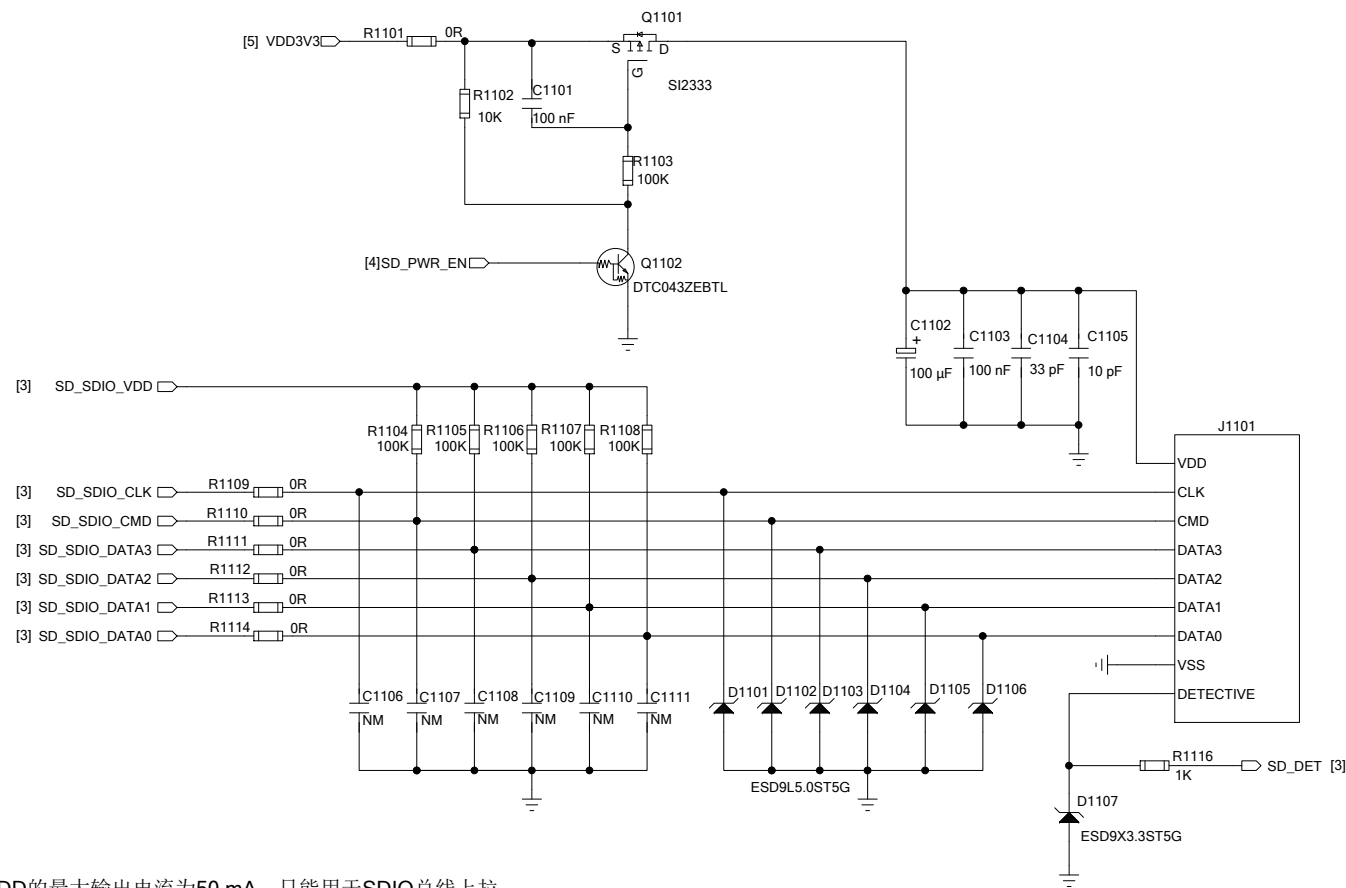 Q1101
[5] VDD3V3 R1101 0R
S D
G
SI2333
R1102
10K
C1101
100 nF
R1103
100K
[4]SD_PWR_EN
Q1102
DTC043ZEBTL
C1102
+
100 µF
C1103
100 nF
C1104
33 pF
C1105
10 pF
[3] SD_SDIO_VDD
R1104 R1105 R1106 R1107 R1108
100K 100K 100K 100K 100K
J1101
VDD
[3] SD_SDIO_CLK R1109 0R CLK
[3] SD_SDIO_CMD R1110 0R CMD
[3] SD_SDIO_DATA3 R1111 0R DATA3
[3] SD_SDIO_DATA2 R1112 0R DATA2
[3] SD_SDIO_DATA1 R1113 0R DATA1
[3] SD_SDIO_DATA0 R1114 0R DATA0
VSS
DETECTIVE
C1106 C1107 C1108 C1109 C1110 C1111
NM NM NM NM NM NM
D1101 D1102 D1103 D1104 D1105 D1106
ESD9L5.0ST5G
R1116
1K
SD_DET [3]
D1107
ESD9X3.3ST5G